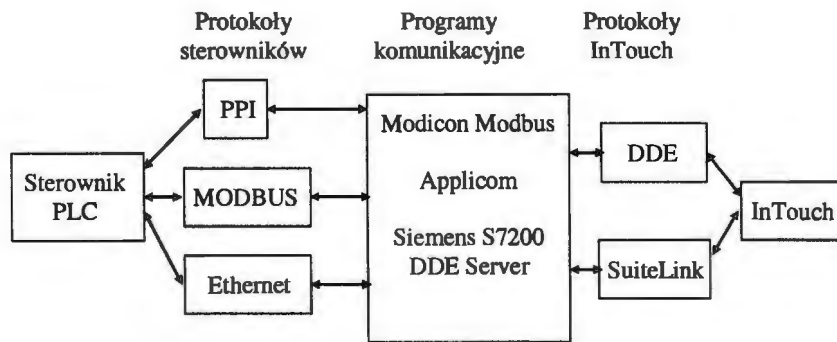 Protokoły
sterowników
Programy
komunikacyjne
Protokoły
InTouch
Sterownik
PLC
PPI
MODBUS
Ethernet
Modicon Modbus
Applicom
Siemens S7200
DDE Server
DDE
SuiteLink
InTouch